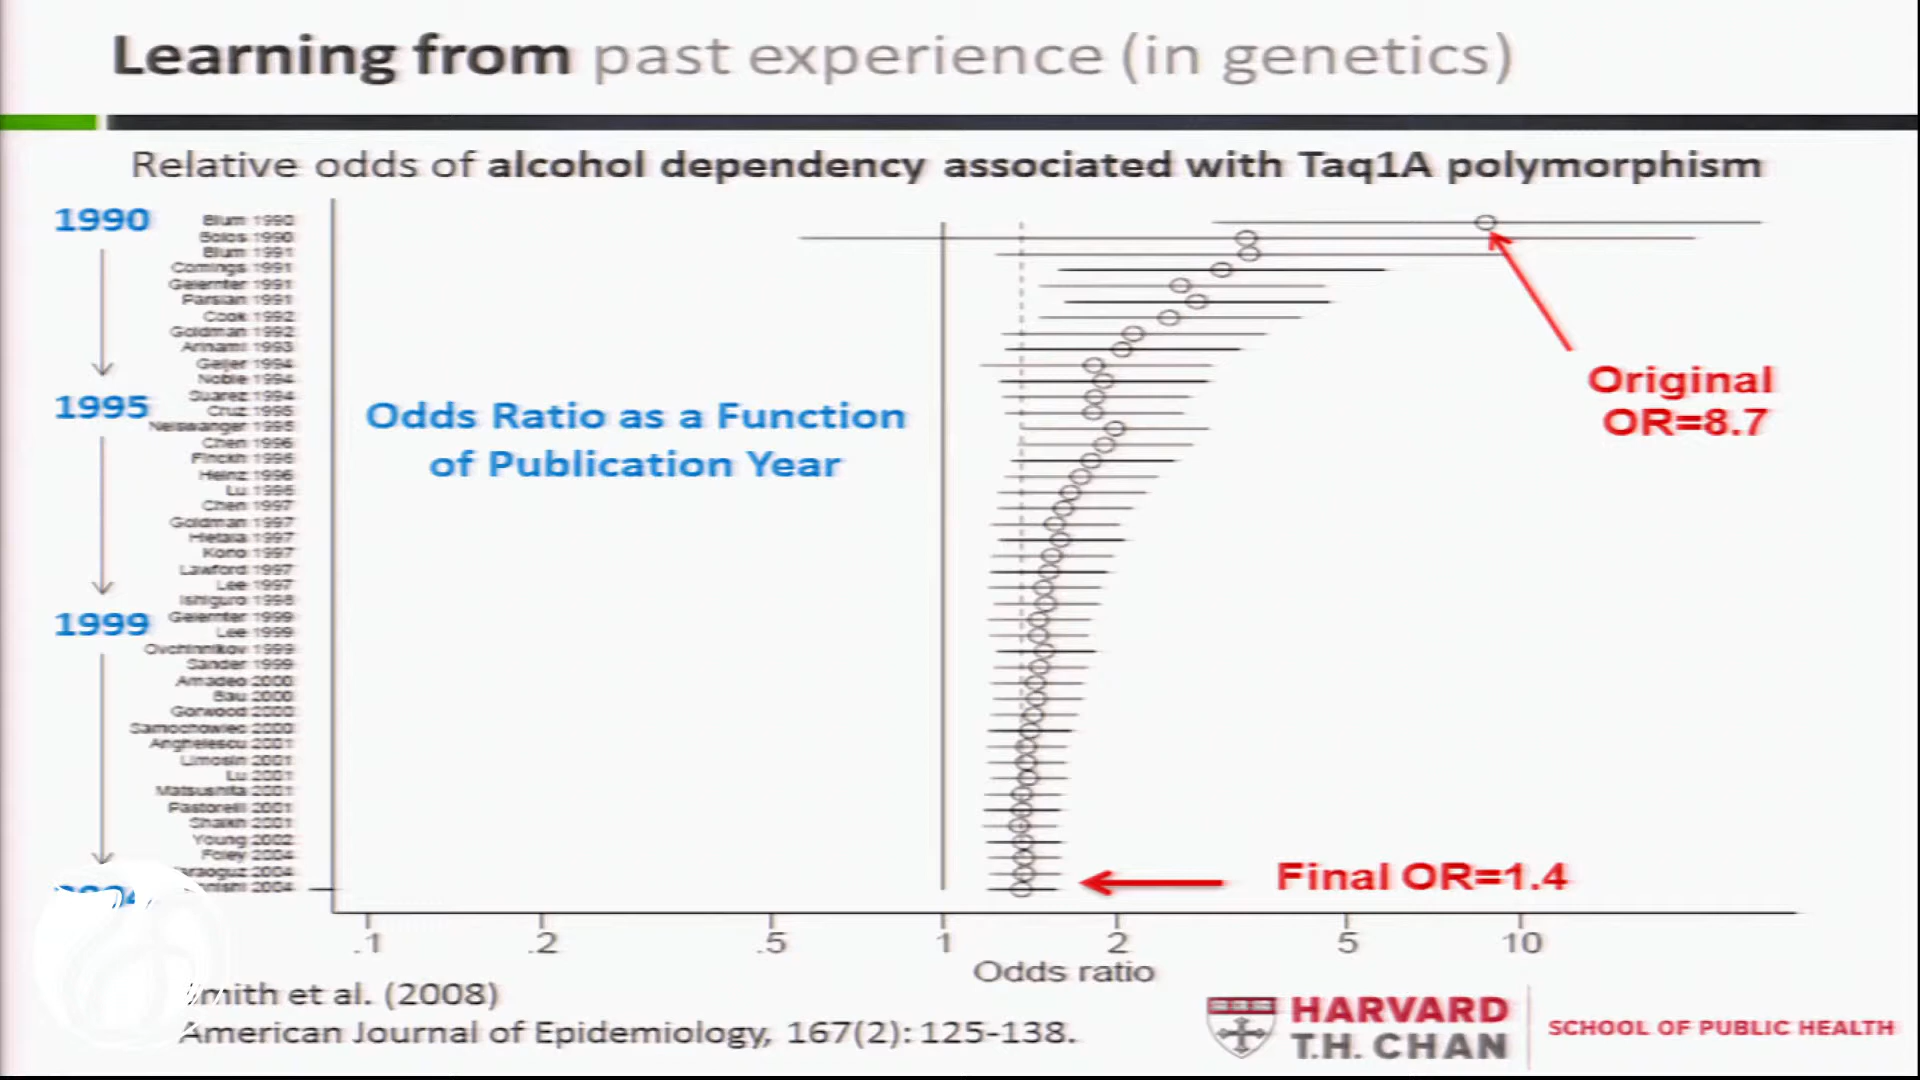 Learning from past experience (in genetics)
Relative odds of alcohol dependency associated with Taq1A polymorphism
1990
1995
1999
Blum 1990
Bolos 1990
Blum 1991
Comings 1991
Gelernter 1991
Parsian 1991
Cook 1992
Goldman 1992
Arinami 1993
Geijer 1994
Noble 1994
Suarez 1994
Cruz 1995
Neiswanger 1995
Chen 1996
Finckh 1996
Heinz 1996
Lu 1996
Chen 1997
Goldman 1997
Hietala 1997
Kono 1997
Lawford 1997
Lee 1997
Ishiguro 1998
Gelernter 1999
Lee 1999
Ovchinnikov 1999
Sander 1999
Amadeo 2000
Bau 2000
Gorwood 2000
Samochowiec 2000
Anghelescu 2001
Limosin 2001
Lu 2001
Matsushita 2001
Pastorelli 2001
Shaikh 2001
Young 2002
Foley 2004
2004
2004
Odds Ratio as a Function
of Publication Year
Original
OR=8.7
Final OR=1.4
.1 .2 .5 1 2 5 10
Odds ratio
et al. (2008)
American Journal of Epidemiology, 167(2): 125-138.
HARVARD
T.H. CHAN
SCHOOL OF PUBLIC HEALTH